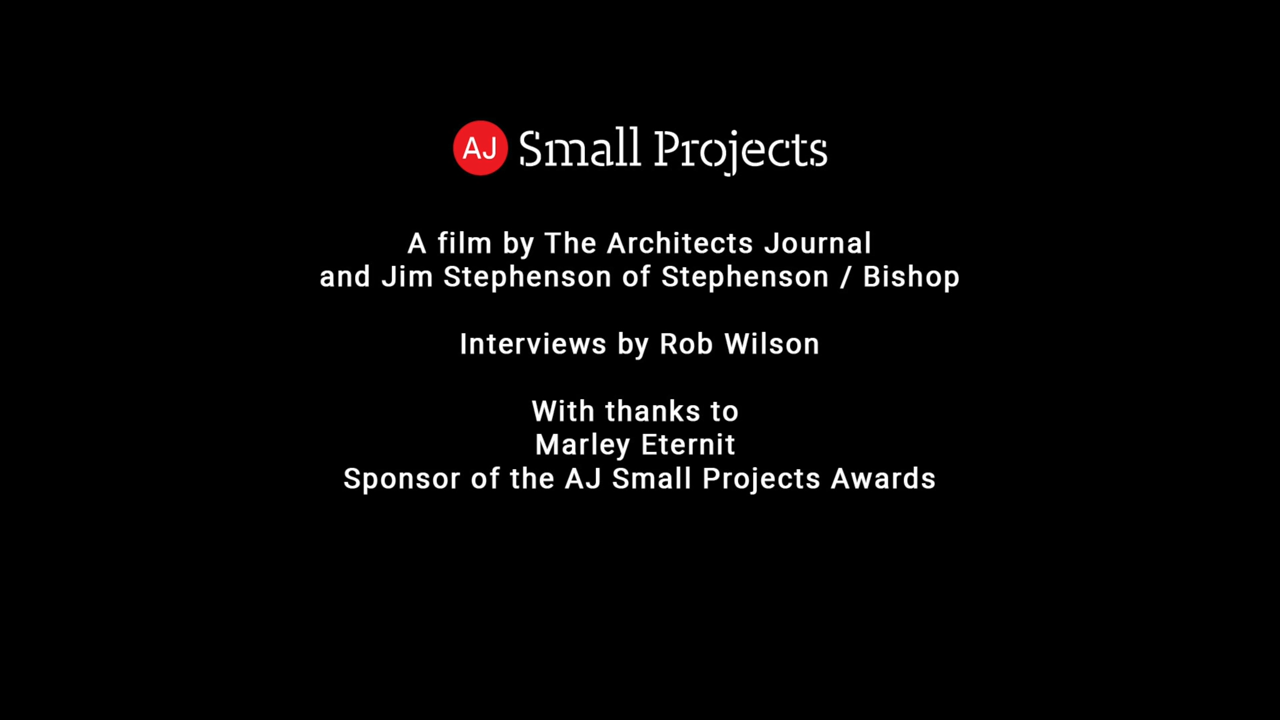 AJ Small Projects
A film by The Architects Journal
and Jim Stephenson of Stephenson / Bishop
Interviews by Rob Wilson
With thanks to
Marley Eternit
Sponsor of the AJ Small Projects Awards